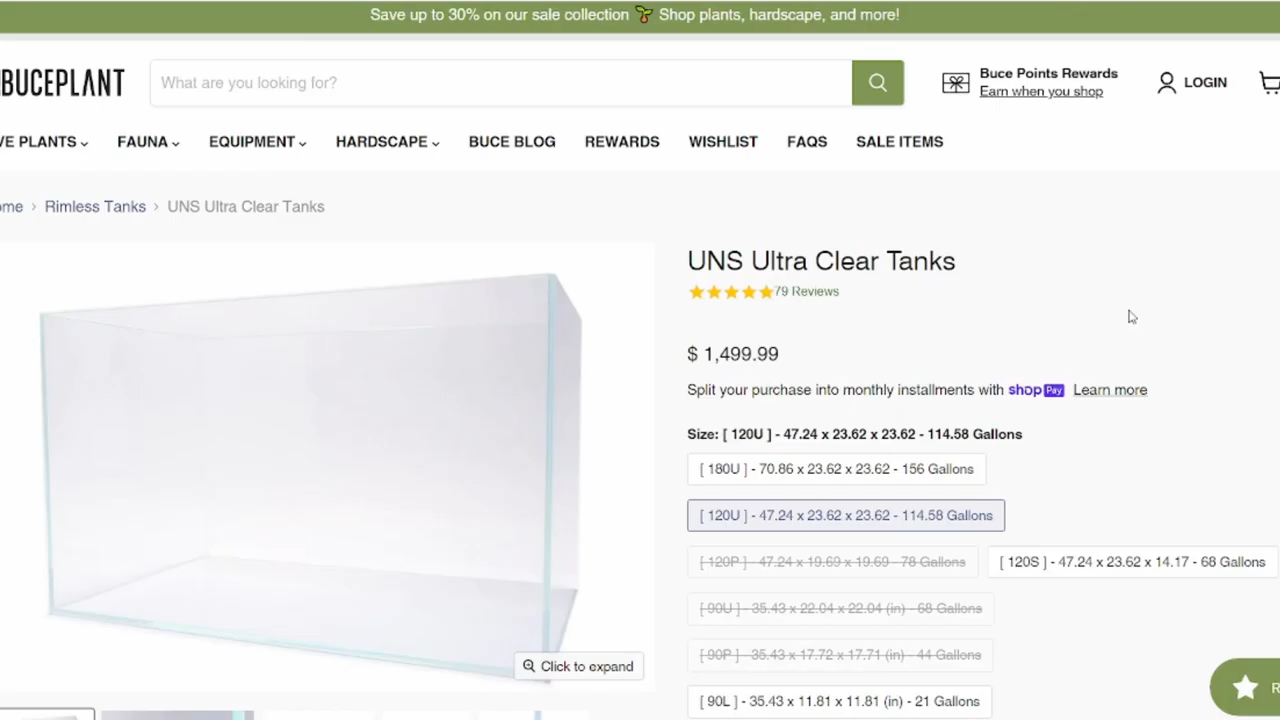 Save up to 30% on our sale collection 🌱 Shop plants, hardscape, and more!
BUCEPLANT
What are you looking for?
Buce Points Rewards
Earn when you shop
LOGIN
VE PLANTS
FAUNA
EQUIPMENT
HARDSCAPE
BUCE BLOG
REWARDS
WISHLIST
FAQS
SALE ITEMS
ome › Rimless Tanks › UNS Ultra Clear Tanks
UNS Ultra Clear Tanks
79 Reviews
$ 1,499.99
Split your purchase into monthly installments with shop Pay Learn more
Size: [ 120U ] - 47.24 x 23.62 x 23.62 - 114.58 Gallons
[ 180U ] - 70.86 x 23.62 x 23.62 - 156 Gallons
[ 120U ] - 47.24 x 23.62 x 23.62 - 114.58 Gallons
[ 120P ] - 47.24 x 19.69 x 19.69 - 78 Gallons
[ 120S ] - 47.24 x 23.62 x 14.17 - 68 Gallons
[ 90U ] - 35.43 x 22.04 x 22.04 (in) - 68 Gallons
[ 90P ] - 35.43 x 17.72 x 17.71 (in) - 44 Gallons
[ 90L ] - 35.43 x 11.81 x 11.81 (in) - 21 Gallons
Click to expand
R